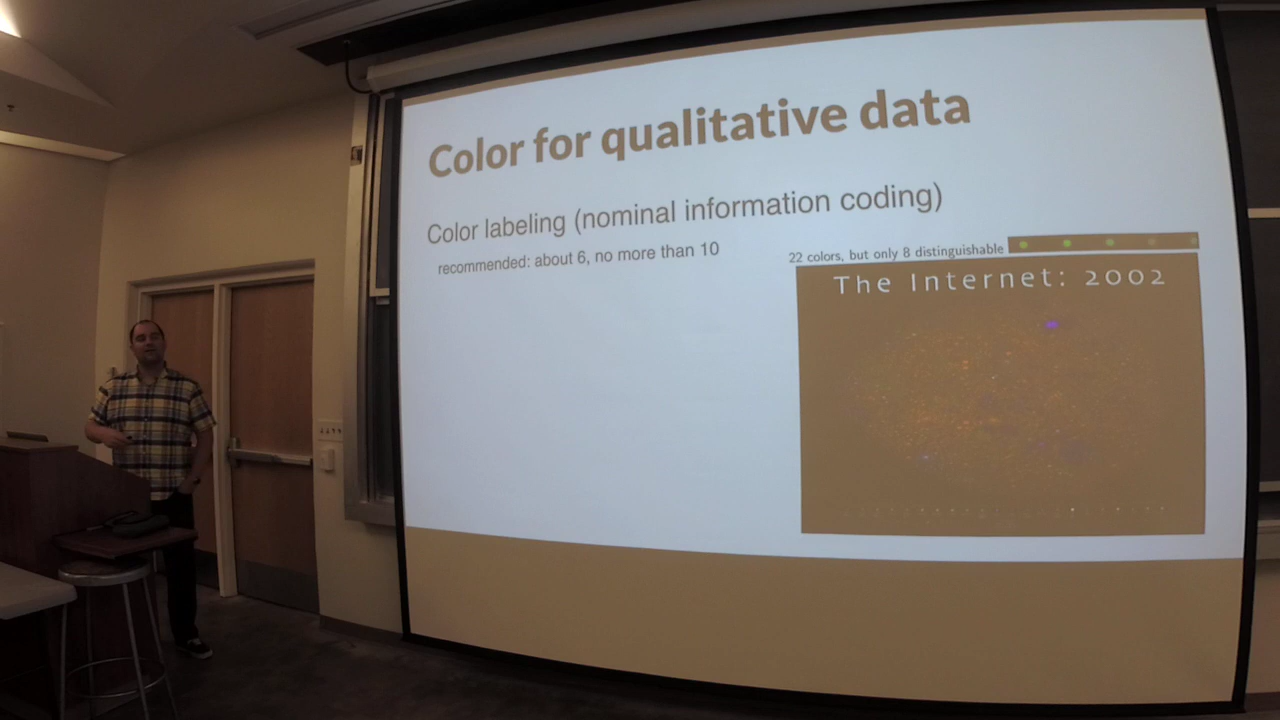 Color for qualitative data
Color labeling (nominal information coding)
recommended: about 6, no more than 10
22 colors, but only 8 distinguishable
The Internet: 2002